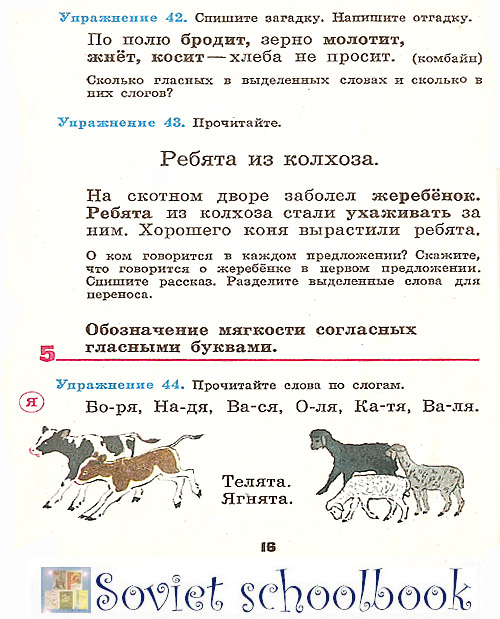 Упражнение 42. Спишите загадку. Напишите отгадку.
По полю бродит, зерно молотит,
жнёт, косит — хлеба не просит. (комбайн)
Сколько гласных в выделенных словах и сколько в
них слогов?
Упражнение 43. Прочитайте.
Ребята из колхоза.
На скотном дворе заболел жеребёнок.
Ребята из колхоза стали ухаживать за
ним. Хорошего коня вырастили ребята.
О ком говорится в каждом предложении? Скажите,
что говорится о жеребёнке в первом предложении.
Спишите рассказ. Разделите выделенные слова для
переноса.
5 Обозначение мягкости согласных
гласными буквами.
Упражнение 44. Прочитайте слова по слогам.
я
Бо-ря, На-дя, Ва-ся, О-ля, Ка-тя, Ва-ля.
Телята.
Ягнята.
16
Soviet schoolbook